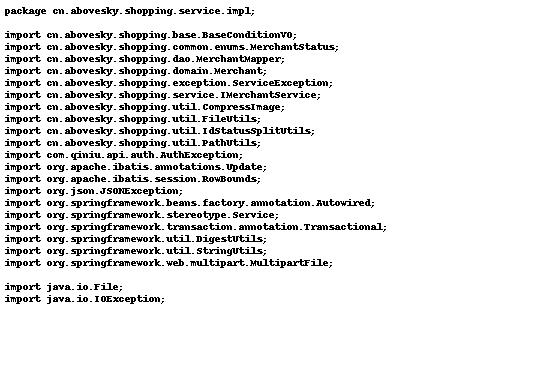 package cn.abovesky.shopping.service.impl;

import cn.abovesky.shopping.base.BaseConditionVO;
import cn.abovesky.shopping.common.enums.MerchantStatus;
import cn.abovesky.shopping.dao.MerchantMapper;
import cn.abovesky.shopping.domain.Merchant;
import cn.abovesky.shopping.exception.ServiceException;
import cn.abovesky.shopping.service.IMerchantService;
import cn.abovesky.shopping.util.CompressImage;
import cn.abovesky.shopping.util.FileUtils;
import cn.abovesky.shopping.util.IdStatusSplitUtils;
import cn.abovesky.shopping.util.PathUtils;
import com.qiniu.api.auth.AuthException;
import org.apache.ibatis.annotations.Update;
import org.apache.ibatis.session.RowBounds;
import org.json.JSONException;
import org.springframework.beans.factory.annotation.Autowired;
import org.springframework.stereotype.Service;
import org.springframework.transaction.annotation.Transactional;
import org.springframework.util.DigestUtils;
import org.springframework.util.StringUtils;
import org.springframework.web.multipart.MultipartFile;

import java.io.File;
import java.io.IOException;